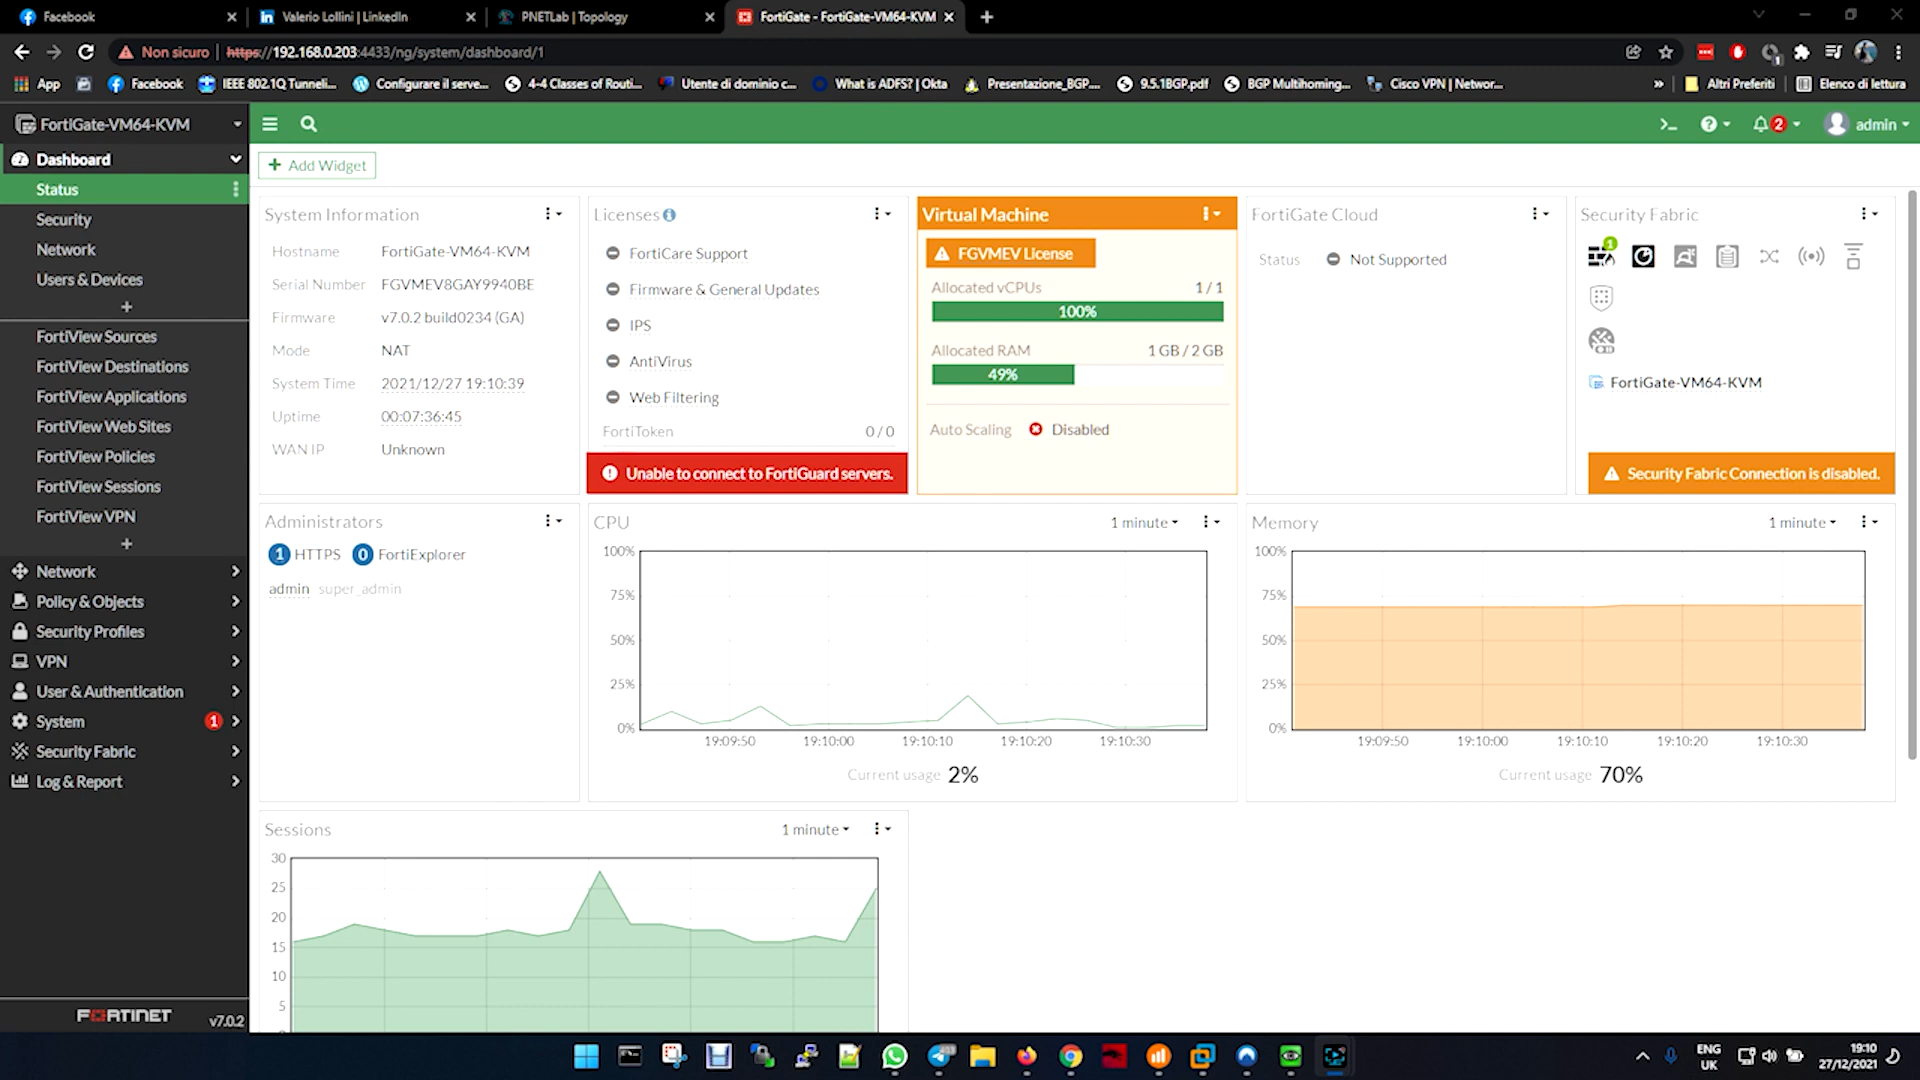 Facebook
Valerio Lollini | LinkedIn
PNETLab | Topology
FortiGate - FortiGate-VM64-KVM
Non sicuro
https://192.168.0.203:4433/ng/system/dashboard/1
App
Facebook
IEEE 802.1Q Tunneli...
Configurare il serve...
4-4 Classes of Routi...
Utente di dominio c...
What is ADFS? | Okta
Presentazione_BGP....
9.5.1BGP.pdf
BGP Multihoming...
Cisco VPN | Networ...
»
Altri Preferiti
Elenco di lettura
FortiGate-VM64-KVM
2
admin
Dashboard
Status
Security
Network
Users & Devices
+
FortiView Sources
FortiView Destinations
FortiView Applications
FortiView Web Sites
FortiView Policies
FortiView Sessions
FortiView VPN
+
Network
Policy & Objects
Security Profiles
VPN
User & Authentication
System 1
Security Fabric
Log & Report
FORTINET v7.0.2
+ Add Widget
System Information
Hostname FortiGate-VM64-KVM
Serial Number FGVMEV8GAY9940BE
Firmware v7.0.2 build0234 (GA)
Mode NAT
System Time 2021/12/27 19:10:39
Uptime 00:07:36:45
WAN IP Unknown
Licenses
FortiCare Support
Firmware & General Updates
IPS
AntiVirus
Web Filtering
FortiToken 0 / 0
Unable to connect to FortiGuard servers.
Virtual Machine
FGVMEV License
Allocated vCPUs 1 / 1
100%
Allocated RAM 1 GB / 2 GB
49%
Auto Scaling Disabled
FortiGate Cloud
Status Not Supported
Security Fabric
1
FortiGate-VM64-KVM
Security Fabric Connection is disabled.
Administrators
1 HTTPS 0 FortiExplorer
admin super_admin
CPU 1 minute
100%
75%
50%
25%
0%
19:09:50 19:10:00 19:10:10 19:10:20 19:10:30
Current usage 2%
Memory 1 minute
100%
75%
50%
25%
0%
19:09:50 19:10:00 19:10:10 19:10:20 19:10:30
Current usage 70%
Sessions 1 minute
30
25
20
15
10
5
ENG
UK
19:10
27/12/2021